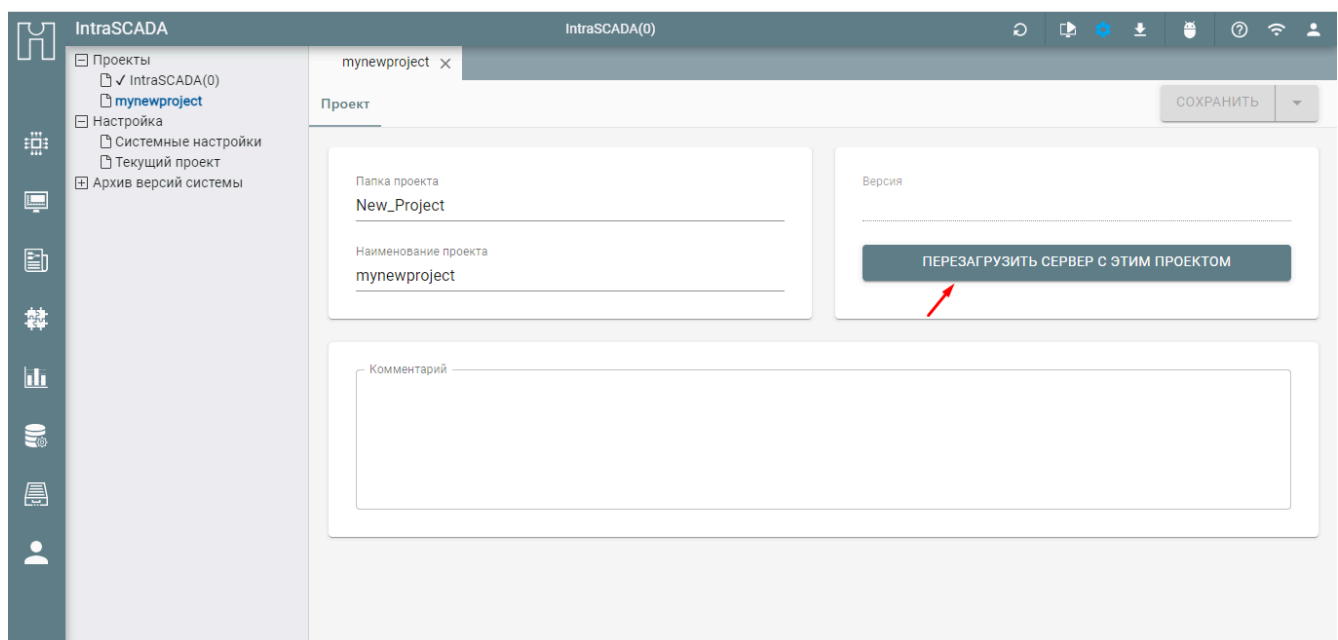 IntraSCADA
IntraSCADA(0)
Проекты
✓ IntraSCADA(0)
mynewproject
Настройка
Системные настройки
Текущий проект
Архив версий системы
mynewproject ×
Проект
СОХРАНИТЬ
Папка проекта
New_Project
Наименование проекта
mynewproject
Версия
ПЕРЕЗАГРУЗИТЬ СЕРВЕР С ЭТИМ ПРОЕКТОМ
Комментарий